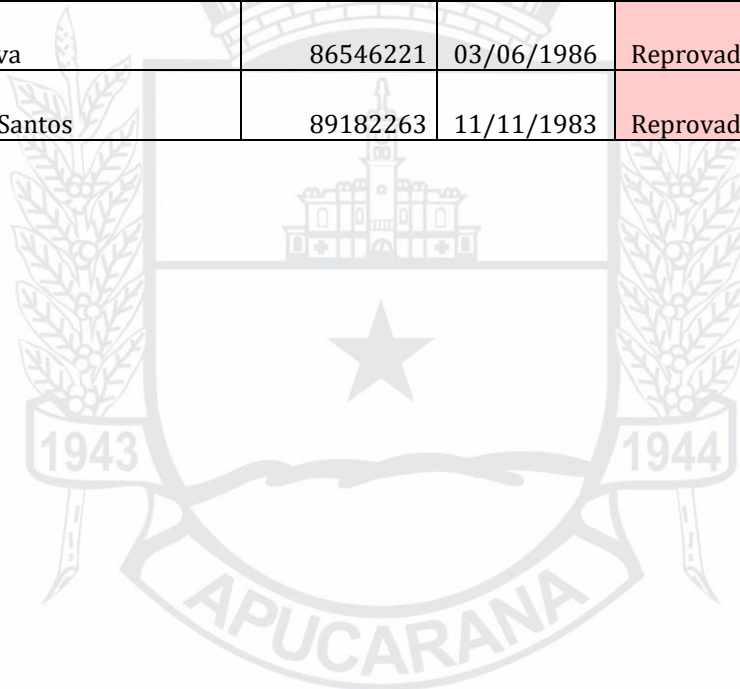 va 86546221 03/06/1986 Reprovad
Santos 89182263 11/11/1983 Reprovad
1943 1944
APUCARANA